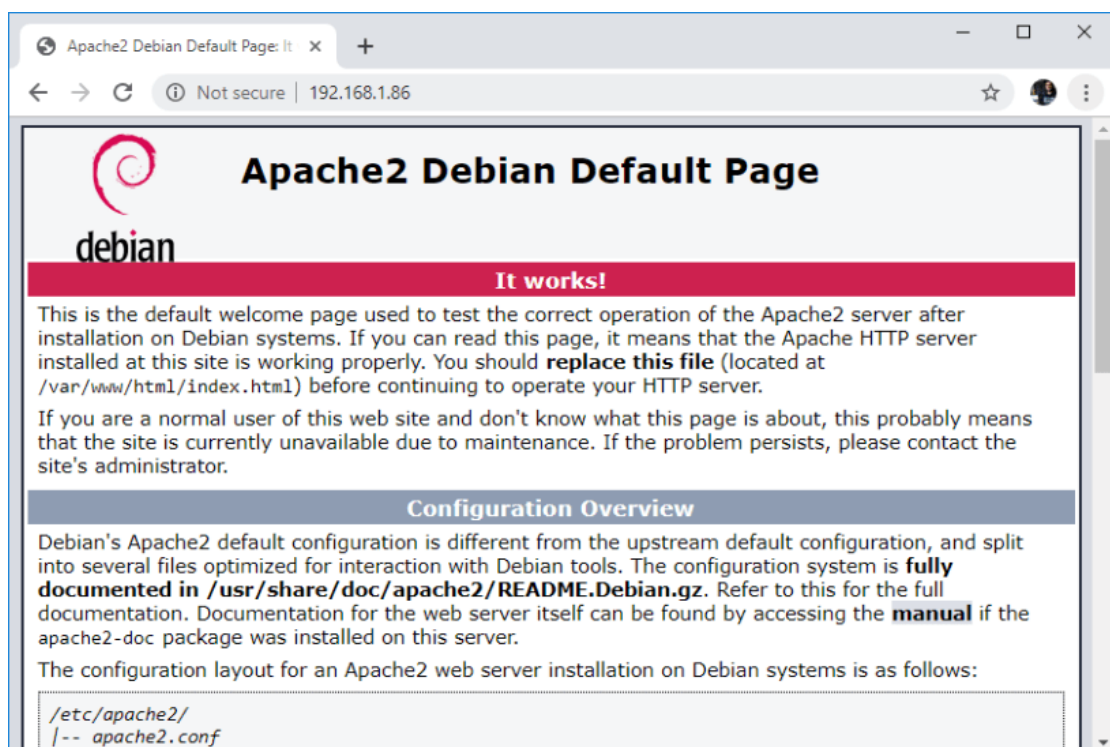 Apache2 Debian Default Page: It
Not secure | 192.168.1.86
debian
Apache2 Debian Default Page
It works!
This is the default welcome page used to test the correct operation of the Apache2 server after
installation on Debian systems. If you can read this page, it means that the Apache HTTP server
installed at this site is working properly. You should replace this file (located at
/var/www/html/index.html) before continuing to operate your HTTP server.
If you are a normal user of this web site and don't know what this page is about, this probably means
that the site is currently unavailable due to maintenance. If the problem persists, please contact the
site's administrator.
Configuration Overview
Debian's Apache2 default configuration is different from the upstream default configuration, and split
into several files optimized for interaction with Debian tools. The configuration system is fully
documented in /usr/share/doc/apache2/README.Debian.gz. Refer to this for the full
documentation. Documentation for the web server itself can be found by accessing the manual if the
apache2-doc package was installed on this server.
The configuration layout for an Apache2 web server installation on Debian systems is as follows:
/etc/apache2/
|-- apache2.conf